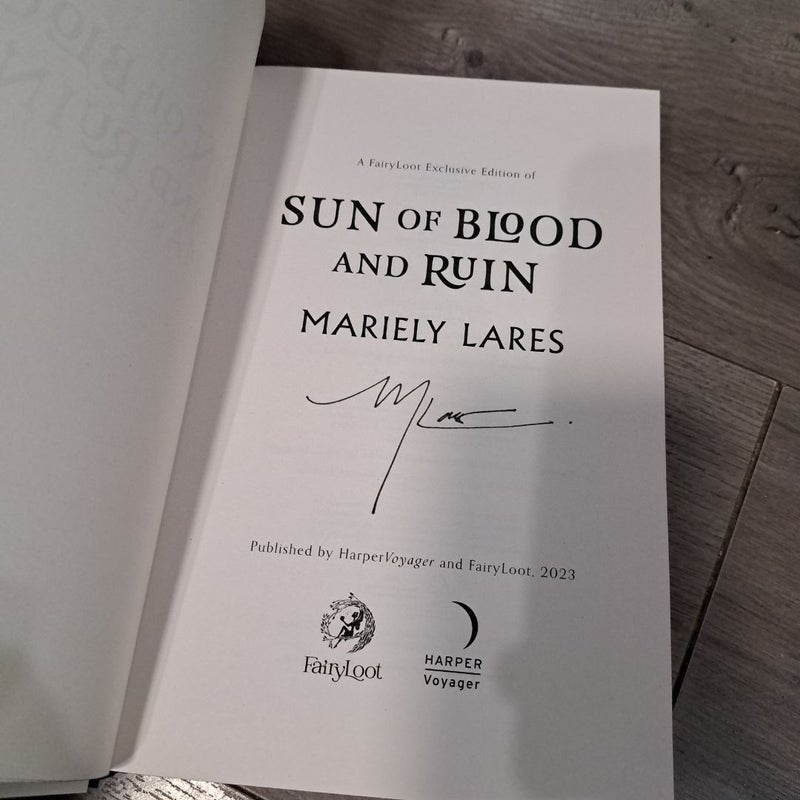 A FairyLoot Exclusive Edition of
SUN OF BLOOD
AND RUIN
MARIELY LARES
Published by HarperVoyager and FairyLoot, 2023
FairyLoot
HARPER
Voyager